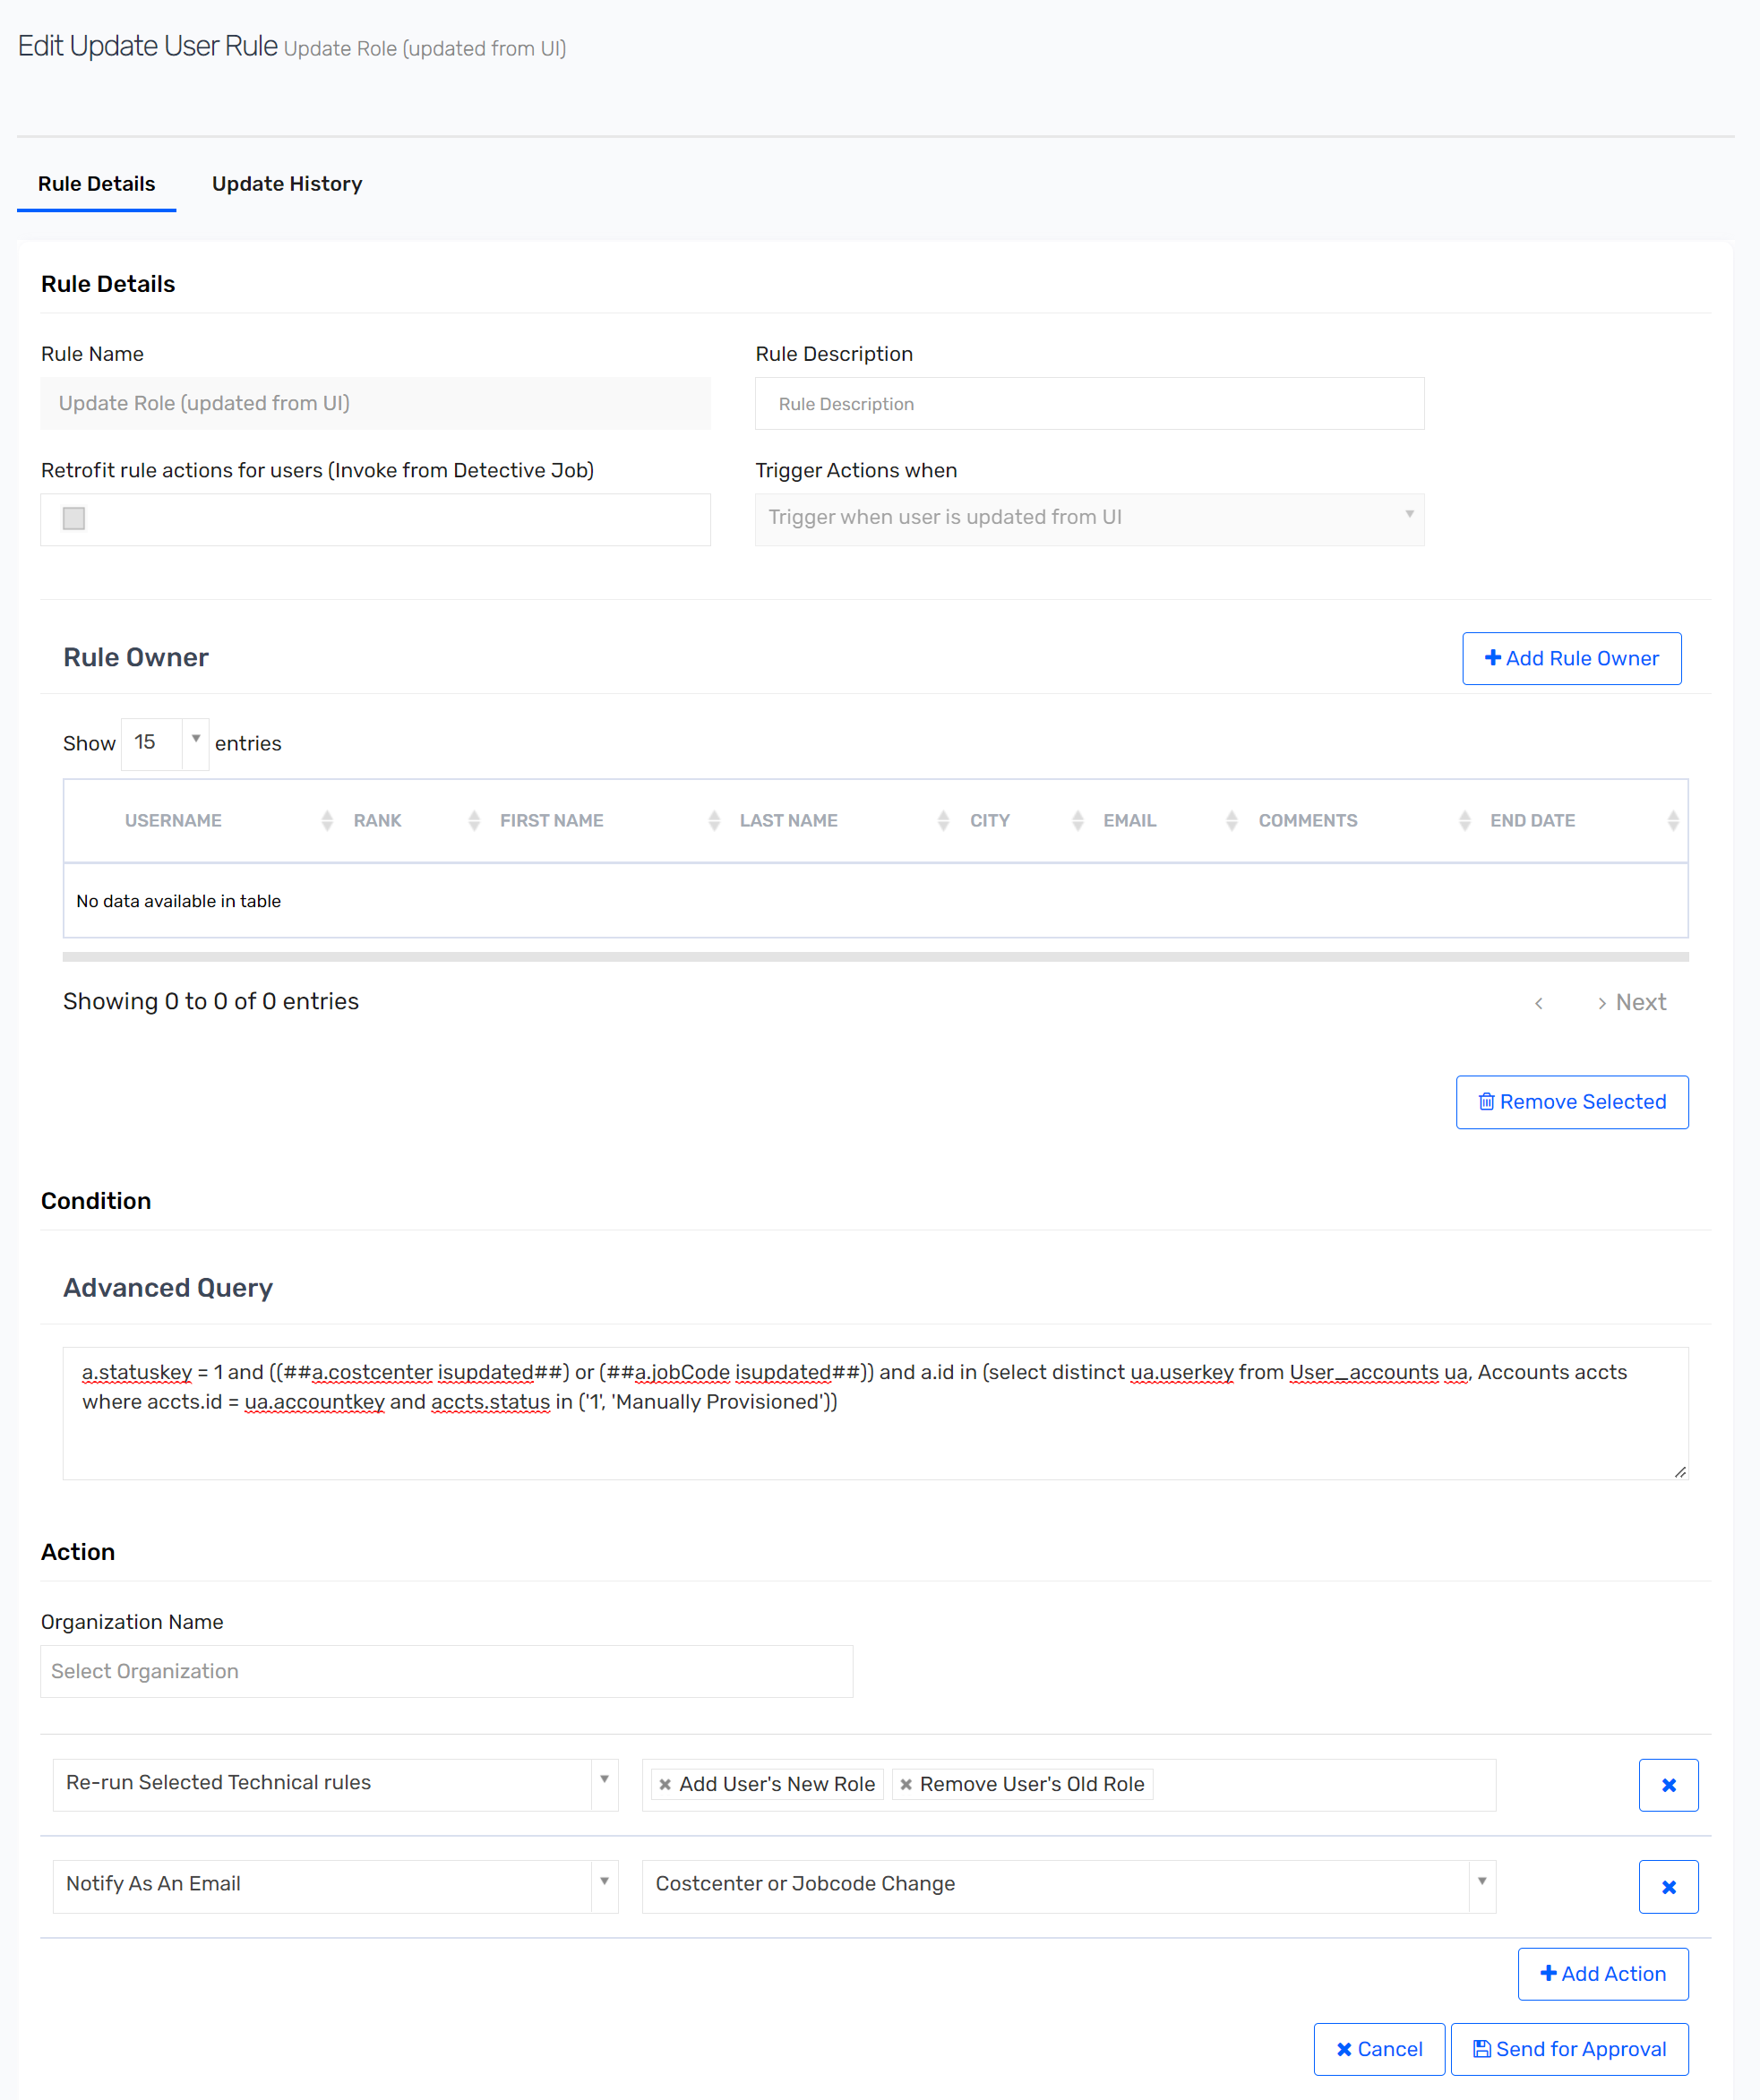 Edit Update User Rule Update Role (updated from UI)
Rule Details Update History
Rule Details
Rule Name Rule Description
Update Role (updated from UI) Rule Description
Retrofit rule actions for users (Invoke from Detective Job) Trigger Actions when
Trigger when user is updated from UI
Rule Owner Add Rule Owner
Show 15 entries
USERNAME RANK FIRST NAME LAST NAME CITY EMAIL COMMENTS END DATE
No data available in table
Showing 0 to 0 of 0 entries Next
Remove Selected
Condition
Advanced Query
a.statuskey = 1 and ((##a.costcenter isupdated##) or (##a.jobCode isupdated##)) and a.id in (select distinct ua.userkey from User_accounts ua, Accounts accts
where accts.id = ua.accountkey and accts.status in ('1', 'Manually Provisioned'))
Action
Organization Name
Select Organization
Re-run Selected Technical rules Add User's New Role Remove User's Old Role
Notify As An Email Costcenter or Jobcode Change
Add Action
Cancel Send for Approval